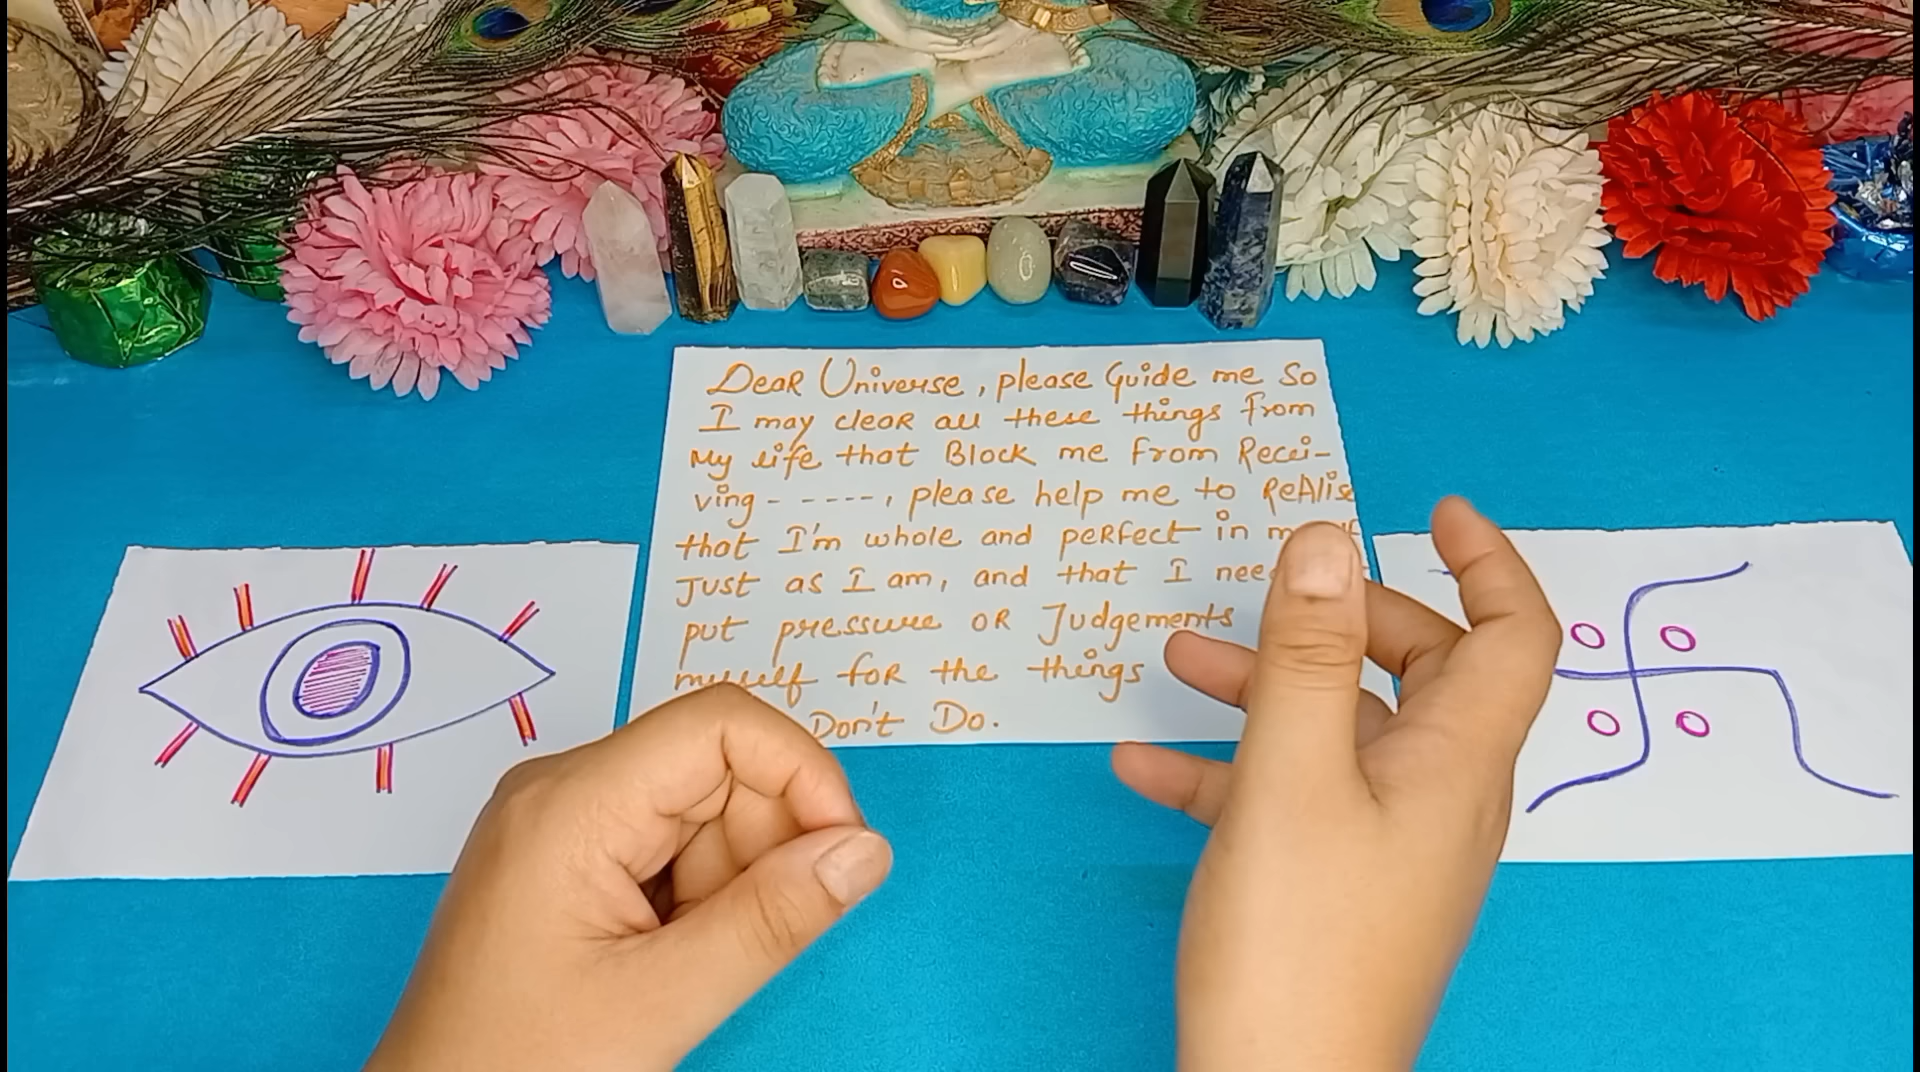 Dear Universe, please Guide me So
I may clear all these things from
My life that Block me from Recei-
ving - ----, please help me to ReAlise
that I'm whole and perfect in
just as I am, and that I
put pressure OR Judgements
myself for the things
Don't Do.